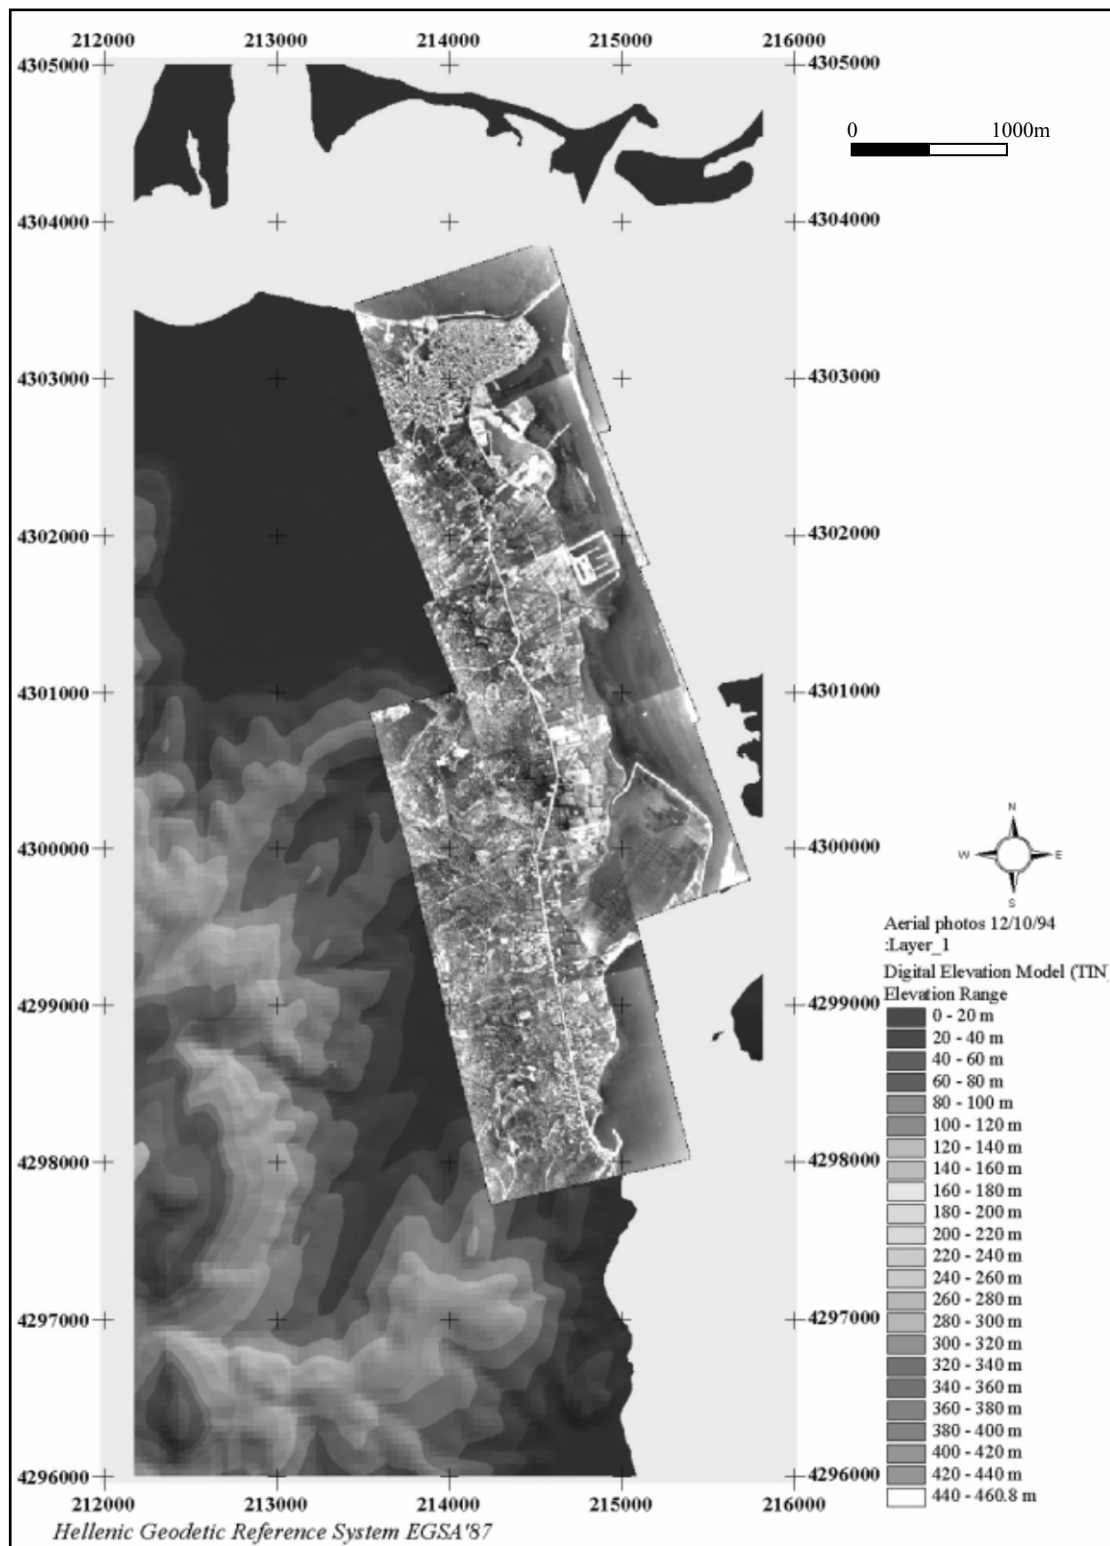 212000 213000 214000 215000 216000
4305000 4305000
0 1000m
4304000 4304000
4303000 4303000
4302000 4302000
4301000 4301000
4300000 4300000
4299000 4299000
4298000 4298000
4297000 4297000
4296000 4296000
N
W E
S
Aerial photos 12/10/94
:Layer_1
Digital Elevation Model (TIN)
Elevation Range
0 - 20 m
20 - 40 m
40 - 60 m
60 - 80 m
80 - 100 m
100 - 120 m
120 - 140 m
140 - 160 m
160 - 180 m
180 - 200 m
200 - 220 m
220 - 240 m
240 - 260 m
260 - 280 m
280 - 300 m
300 - 320 m
320 - 340 m
340 - 360 m
360 - 380 m
380 - 400 m
400 - 420 m
420 - 440 m
440 - 460.8 m
212000 213000 214000 215000 216000
Hellenic Geodetic Reference System EGSA'87